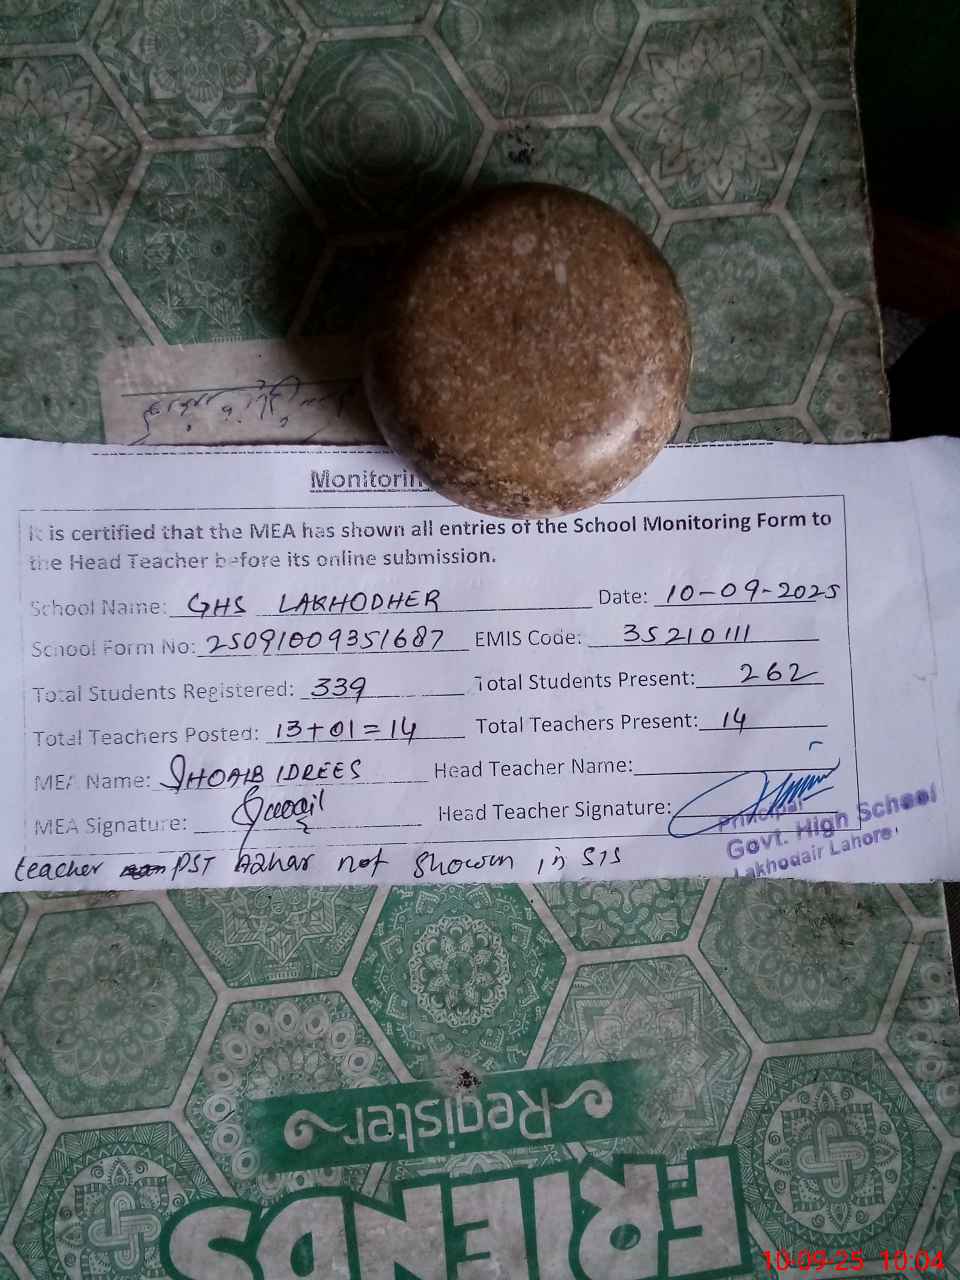 Monitorin
It is certified that the MEA has shown all entries of the School Monitoring Form to
the Head Teacher before its online submission.
School Name: GHS LAKHODHER Date: 10-09-2025
School Form No: 25091009351687 EMIS Code: 35210111
Total Students Registered: 339 Total Students Present: 262
Total Teachers Posted: 13+01=14 Total Teachers Present: 14
MEA Name: SHOAIB IDREES Head Teacher Name:
MEA Signature: Head Teacher Signature:
Principal
Govt. High School
Lakhodair Lahore
teacher PST Azhar not shown in SIS
Register
FRIENDS
10-09-25 10:04